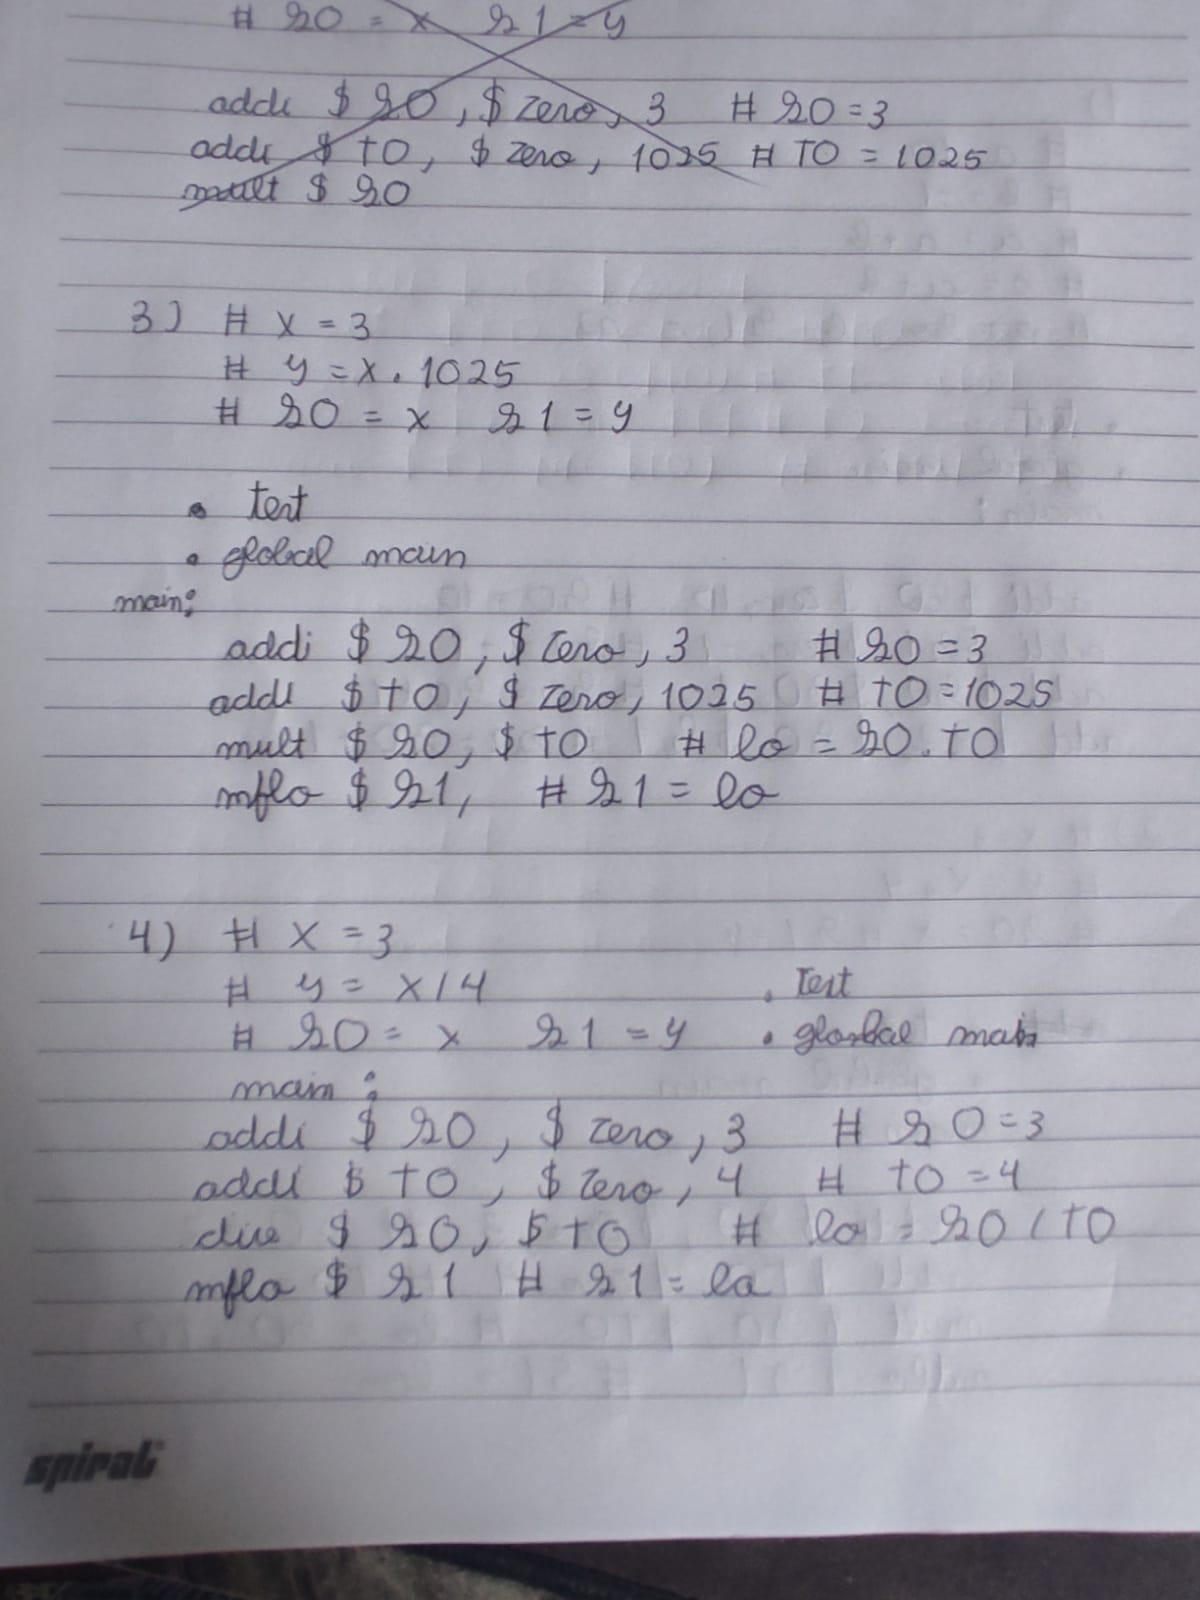 # s0 = x s1 = y
addi $ s0, $ zero, 3 # s0 = 3
addi $ t0, $ zero, 1025 # T0 = 1025
mult $ s0
3) # x = 3
# y = x . 1025
# s0 = x s1 = y
. text
. global main
main:
addi $ s0, $ zero, 3 # s0 = 3
addi $ t0, $ zero, 1025 # t0 = 1025
mult $ s0, $ t0 # lo = s0 . t0
mflo $ s1, # s1 = lo
4) # x = 3
# y = x / 4 . text
# s0 = x s1 = y . global main
main :
addi $ s0, $ zero, 3 # s0 = 3
addi $ t0, $ zero, 4 # t0 = 4
div $ s0, $ t0 # lo = s0 / t0
mflo $ s1 # s1 = lo
spiral